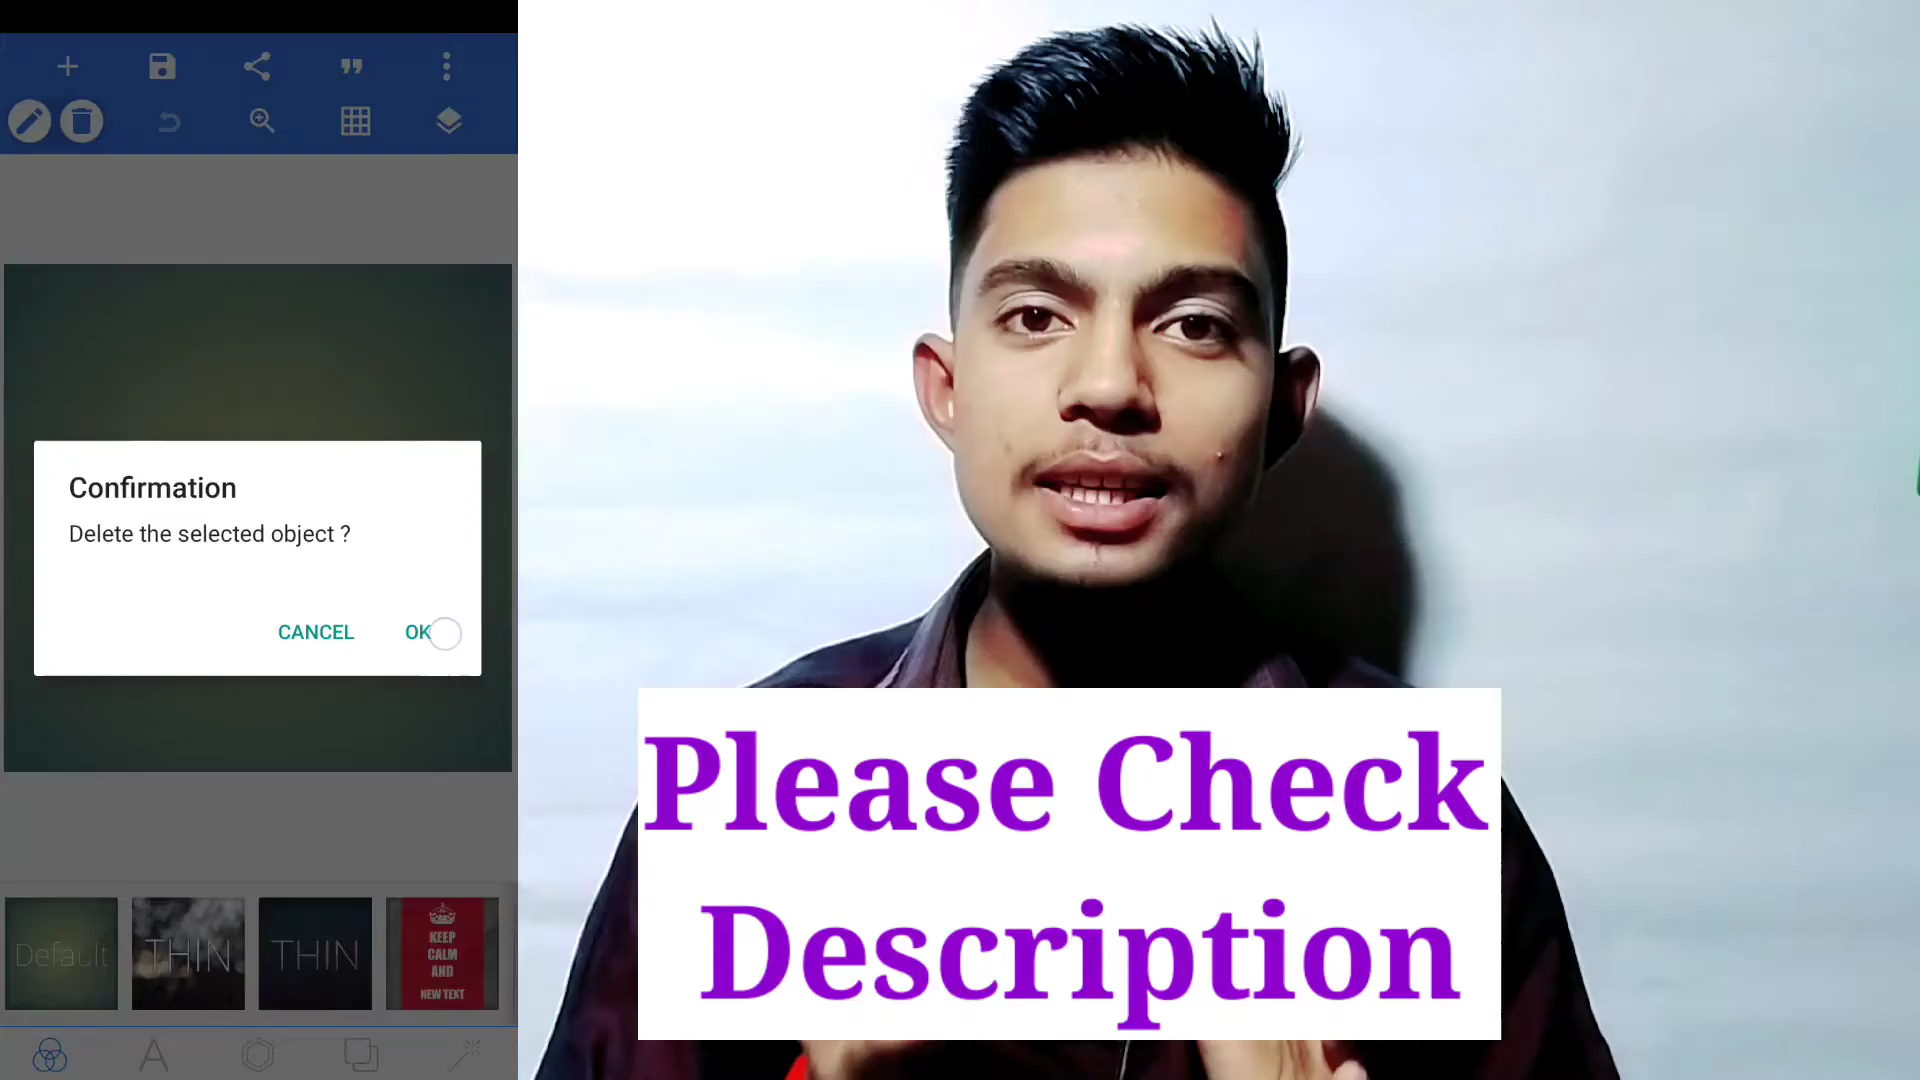 Confirmation
Delete the selected object ?
CANCEL OK
Default
THIN
THIN
KEEP
CALM
AND
NEW TEXT
Please Check
Description